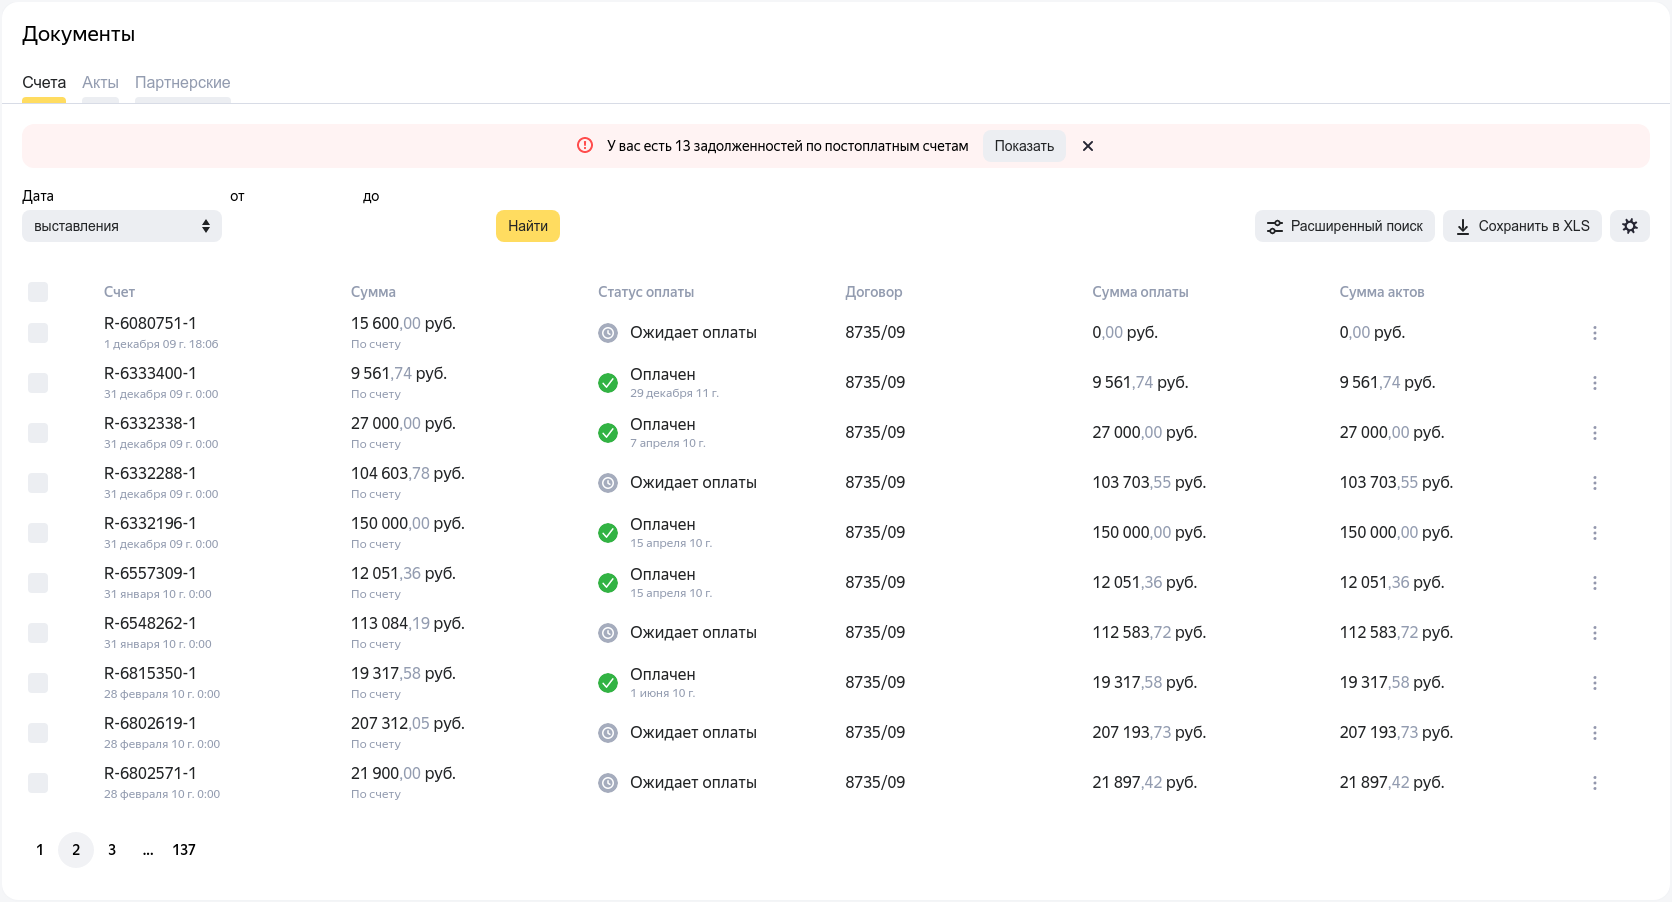 Документы
Счета Акты Партнерские
У вас есть 13 задолженностей по постоплатным счетам Показать
Дата от до
выставления Найти Расширенный поиск Сохранить в XLS
Счет Сумма Статус оплаты Договор Сумма оплаты Сумма актов
R-6080751-1 15 600,00 руб. Ожидает оплаты 8735/09 0,00 руб. 0,00 руб.
1 декабря 09 г. 18:06 По счету
R-6333400-1 9 561,74 руб. Оплачен 8735/09 9 561,74 руб. 9 561,74 руб.
31 декабря 09 г. 0:00 По счету 29 декабря 11 г.
R-6332338-1 27 000,00 руб. Оплачен 8735/09 27 000,00 руб. 27 000,00 руб.
31 декабря 09 г. 0:00 По счету 7 апреля 10 г.
R-6332288-1 104 603,78 руб. Ожидает оплаты 8735/09 103 703,55 руб. 103 703,55 руб.
31 декабря 09 г. 0:00 По счету
R-6332196-1 150 000,00 руб. Оплачен 8735/09 150 000,00 руб. 150 000,00 руб.
31 декабря 09 г. 0:00 По счету 15 апреля 10 г.
R-6557309-1 12 051,36 руб. Оплачен 8735/09 12 051,36 руб. 12 051,36 руб.
31 января 10 г. 0:00 По счету 15 апреля 10 г.
R-6548262-1 113 084,19 руб. Ожидает оплаты 8735/09 112 583,72 руб. 112 583,72 руб.
31 января 10 г. 0:00 По счету
R-6815350-1 19 317,58 руб. Оплачен 8735/09 19 317,58 руб. 19 317,58 руб.
28 февраля 10 г. 0:00 По счету 1 июня 10 г.
R-6802619-1 207 312,05 руб. Ожидает оплаты 8735/09 207 193,73 руб. 207 193,73 руб.
28 февраля 10 г. 0:00 По счету
R-6802571-1 21 900,00 руб. Ожидает оплаты 8735/09 21 897,42 руб. 21 897,42 руб.
28 февраля 10 г. 0:00 По счету
1 2 3 ... 137